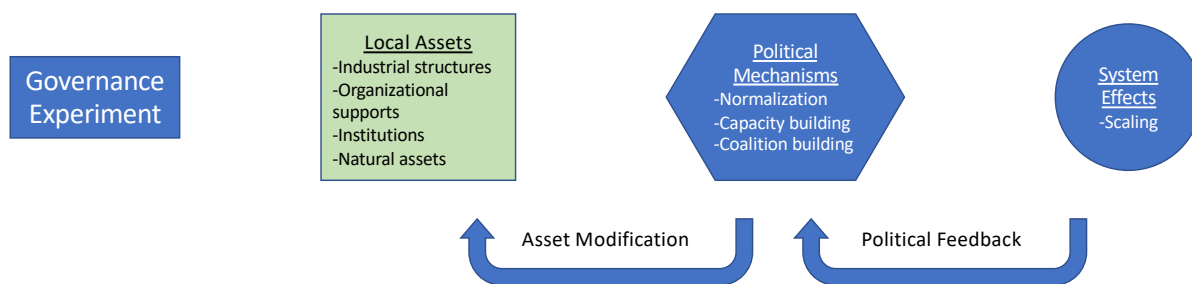 Governance
Experiment
Local Assets
-Industrial structures
-Organizational
supports
-Institutions
-Natural assets
Political
Mechanisms
-Normalization
-Capacity building
-Coalition building
System
Effects
-Scaling
Asset Modification
Political Feedback